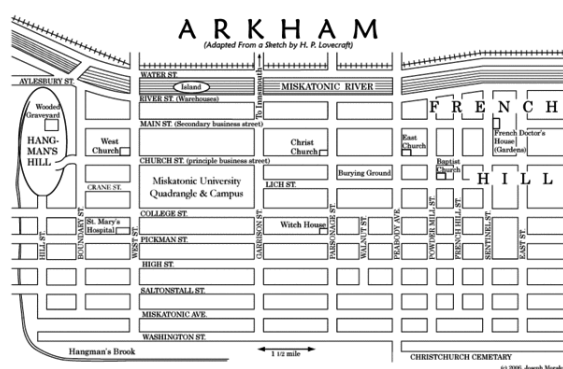 ARKHAM
(Adapted From a Sketch by H. P. Lovecraft)
WATER ST.
AYLESBURY ST.
Island
MISKATONIC RIVER
To Innsmouth
RIVER ST. (Warehouses)
Wooded
Graveyard
FRENCH
MAIN ST. (Secondary business street)
HANG-
MAN'S
HILL
West
Church
Christ
Church
East
Church
French Doctor's
House
(Gardens)
CHURCH ST. (principle business street)
Baptist
Church
Burying Ground
HILL
Miskatonic University
Quadrangle & Campus
CRANE ST.
LICH ST.
COLLEGE ST.
St. Mary's
Hospital
Witch House
HILL ST.
BOUNDARY ST.
WEST ST.
GARRISON ST.
PARSONAGE ST.
WALNUT ST.
PEABODY AVE
POWDER MILL ST.
FRENCH HILL ST.
SENTINEL ST.
EAST ST.
PICKMAN ST.
HIGH ST.
SALTONSTALL ST.
MISKATONIC AVE.
WASHINGTON ST.
Hangman's Brook
1 1/2 mile
CHRISTCHURCH CEMETARY
(c) 2006, Joseph